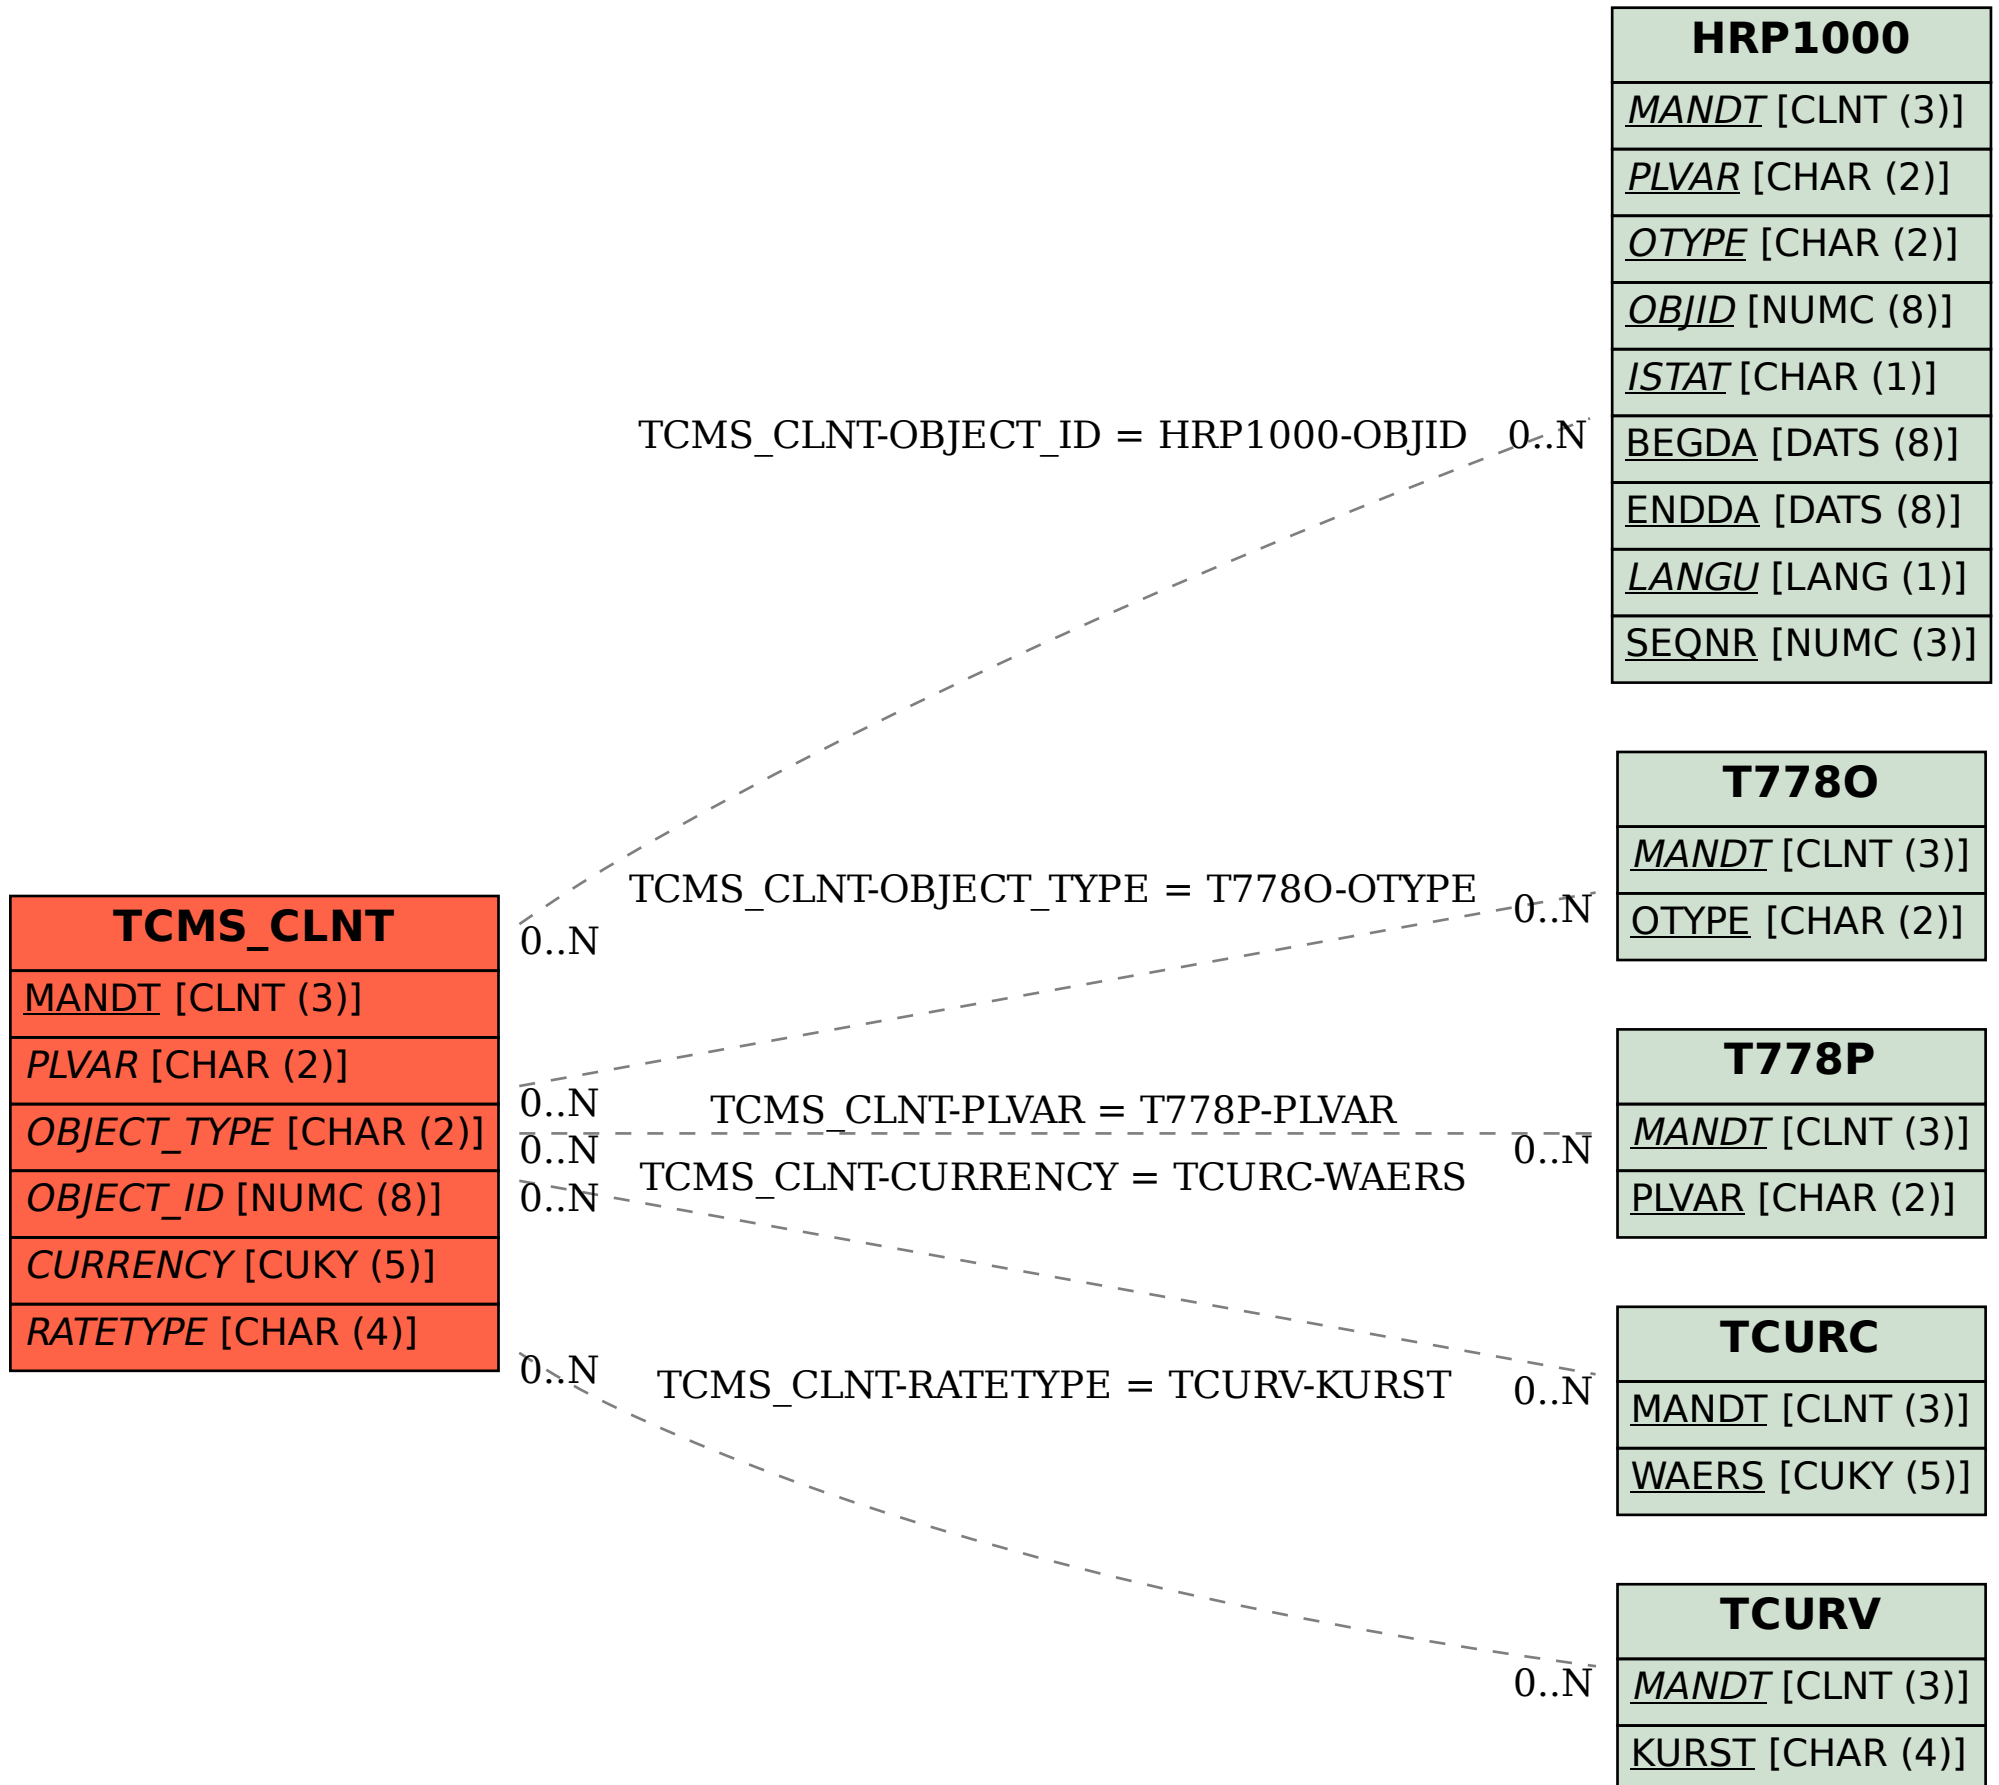 HRP1000
MANDT [CLNT (3)]
PLVAR [CHAR (2)]
OTYPE [CHAR (2)]
OBJID [NUMC (8)]
ISTAT [CHAR (1)]
BEGDA [DATS (8)]
ENDDA [DATS (8)]
LANGU [LANG (1)]
SEQNR [NUMC (3)]
TCMS_CLNT-OBJECT_ID = HRP1000-OBJID
0..N
0..N
T778O
MANDT [CLNT (3)]
OTYPE [CHAR (2)]
TCMS_CLNT-OBJECT_TYPE = T778O-OTYPE
0..N
0..N
TCMS_CLNT
MANDT [CLNT (3)]
PLVAR [CHAR (2)]
OBJECT_TYPE [CHAR (2)]
OBJECT_ID [NUMC (8)]
CURRENCY [CUKY (5)]
RATETYPE [CHAR (4)]
T778P
MANDT [CLNT (3)]
PLVAR [CHAR (2)]
TCMS_CLNT-PLVAR = T778P-PLVAR
0..N
0..N
TCMS_CLNT-CURRENCY = TCURC-WAERS
0..N
0..N
TCURC
MANDT [CLNT (3)]
WAERS [CUKY (5)]
TCMS_CLNT-RATETYPE = TCURV-KURST
0..N
0..N
TCURV
MANDT [CLNT (3)]
KURST [CHAR (4)]